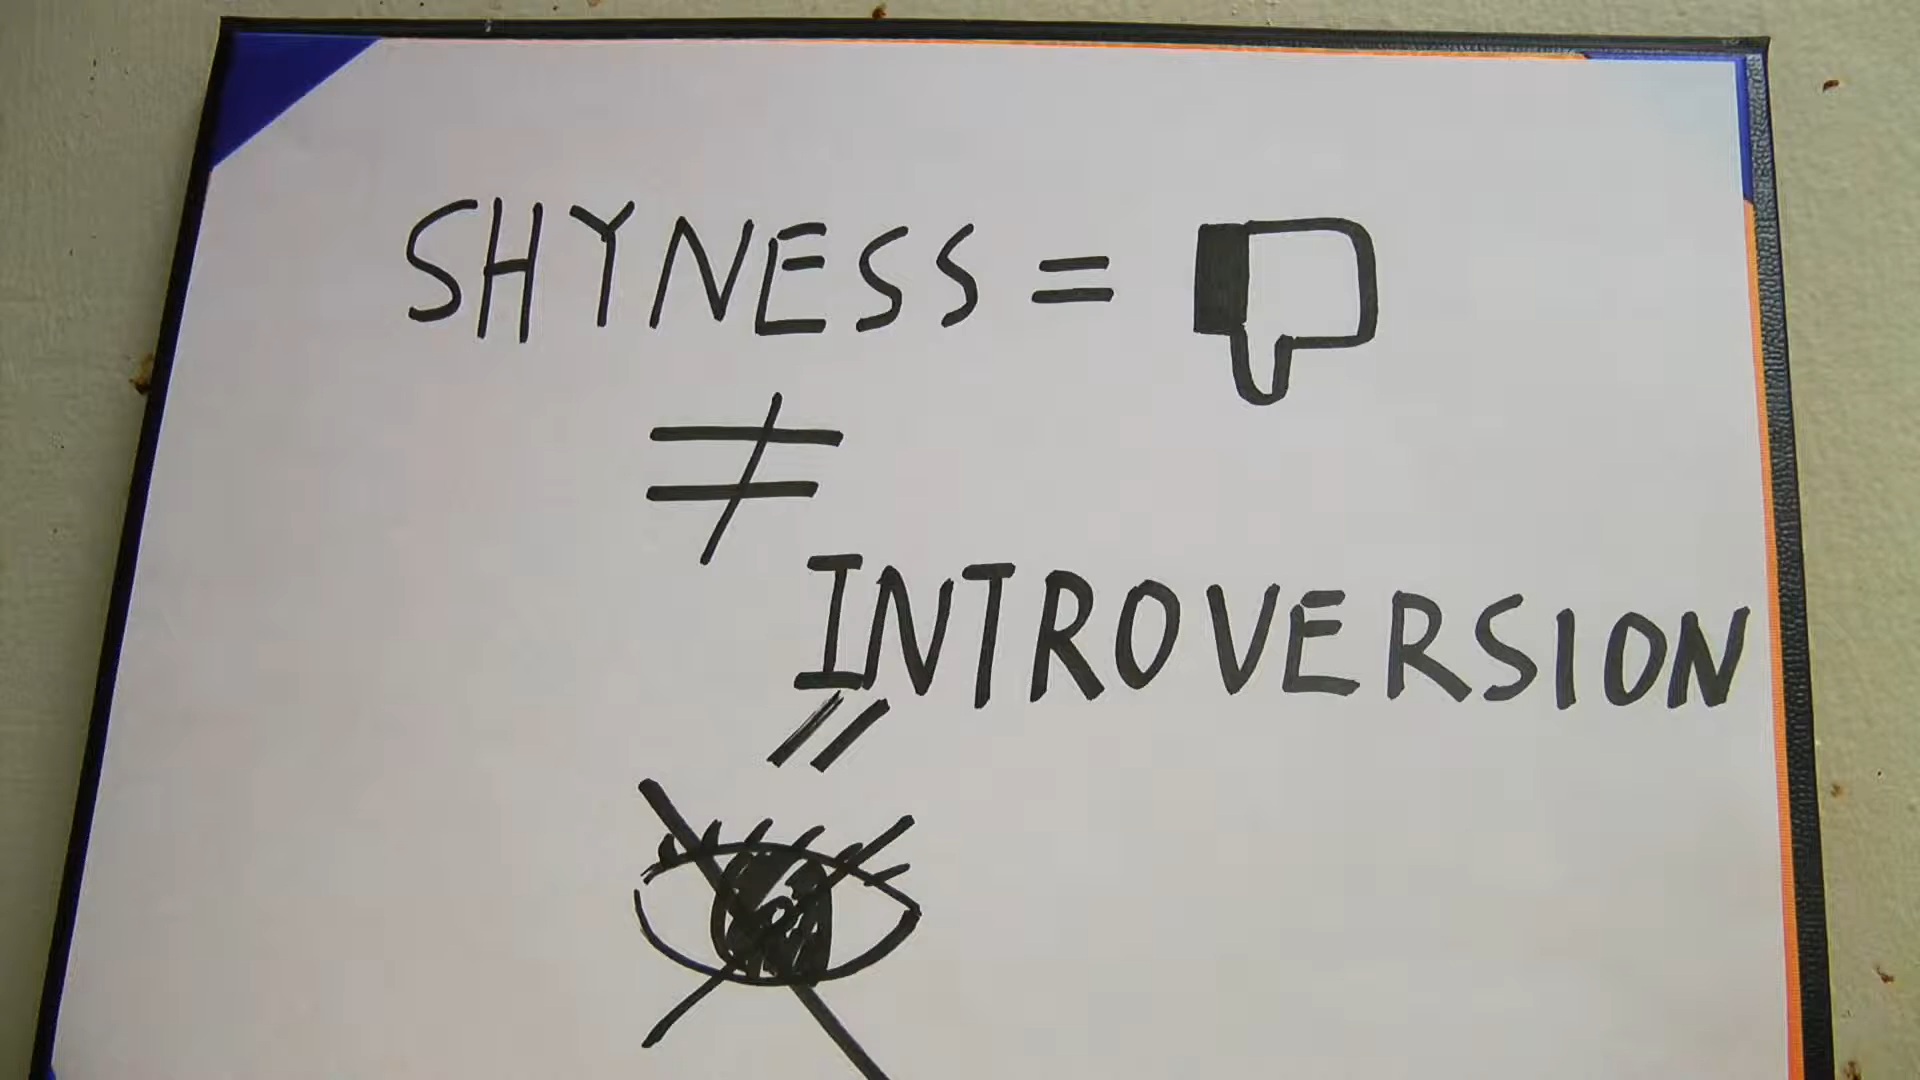 SHYNESS =
≠
INTROVERSION
=